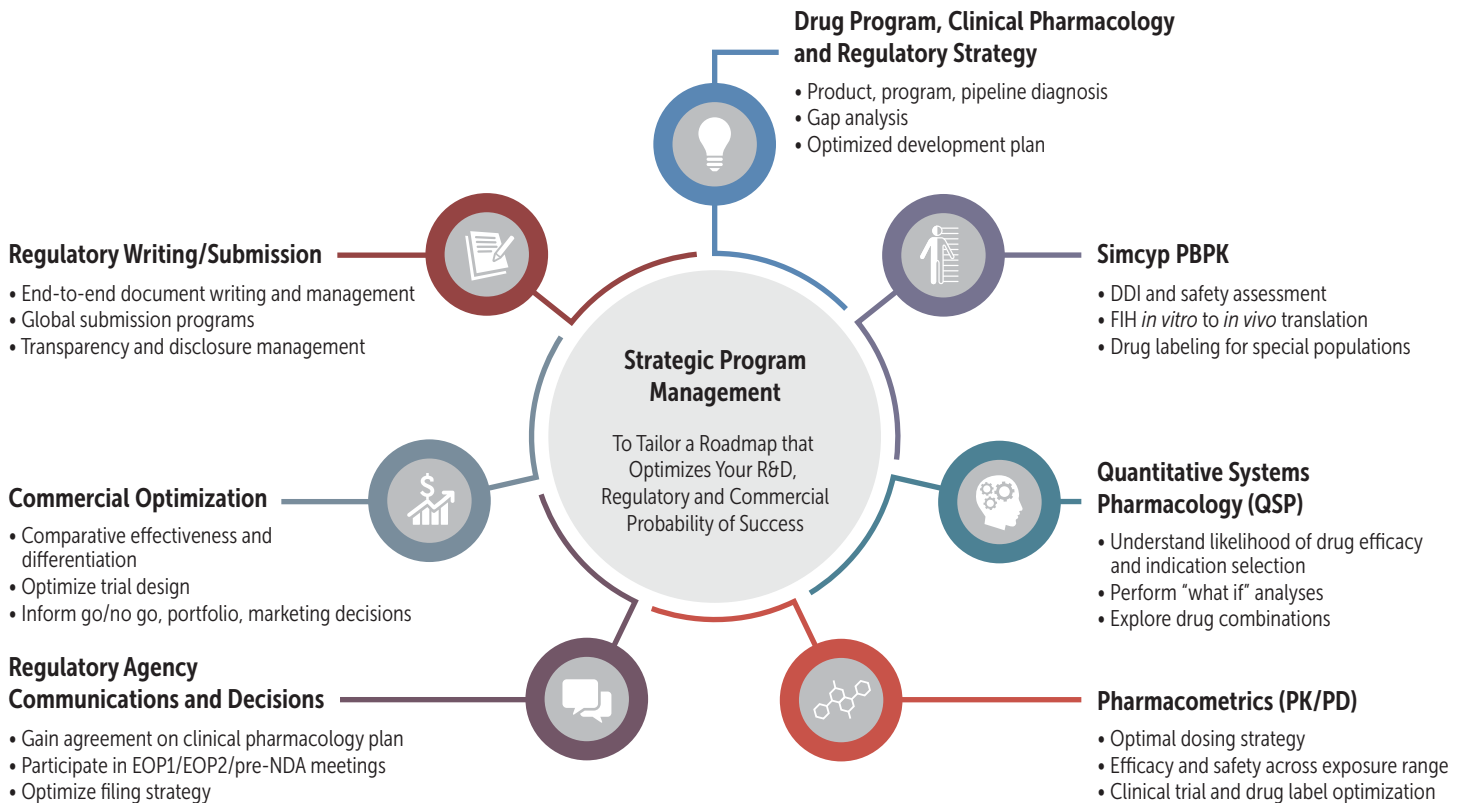 Drug Program, Clinical Pharmacology
and Regulatory Strategy
• Product, program, pipeline diagnosis
• Gap analysis
• Optimized development plan
Simcyp PBPK
• DDI and safety assessment
• FIH in vitro to in vivo translation
• Drug labeling for special populations
Quantitative Systems
Pharmacology (QSP)
• Understand likelihood of drug efficacy
and indication selection
• Perform “what if” analyses
• Explore drug combinations
Pharmacometrics (PK/PD)
• Optimal dosing strategy
• Efficacy and safety across exposure range
• Clinical trial and drug label optimization
Regulatory Agency
Communications and Decisions
• Gain agreement on clinical pharmacology plan
• Participate in EOP1/EOP2/pre-NDA meetings
• Optimize filing strategy
Commercial Optimization
• Comparative effectiveness and
differentiation
• Optimize trial design
• Inform go/no go, portfolio, marketing decisions
$
Regulatory Writing/Submission
• End-to-end document writing and management
• Global submission programs
• Transparency and disclosure management
Strategic Program
Management
To Tailor a Roadmap that
Optimizes Your R&D,
Regulatory and Commercial
Probability of Success